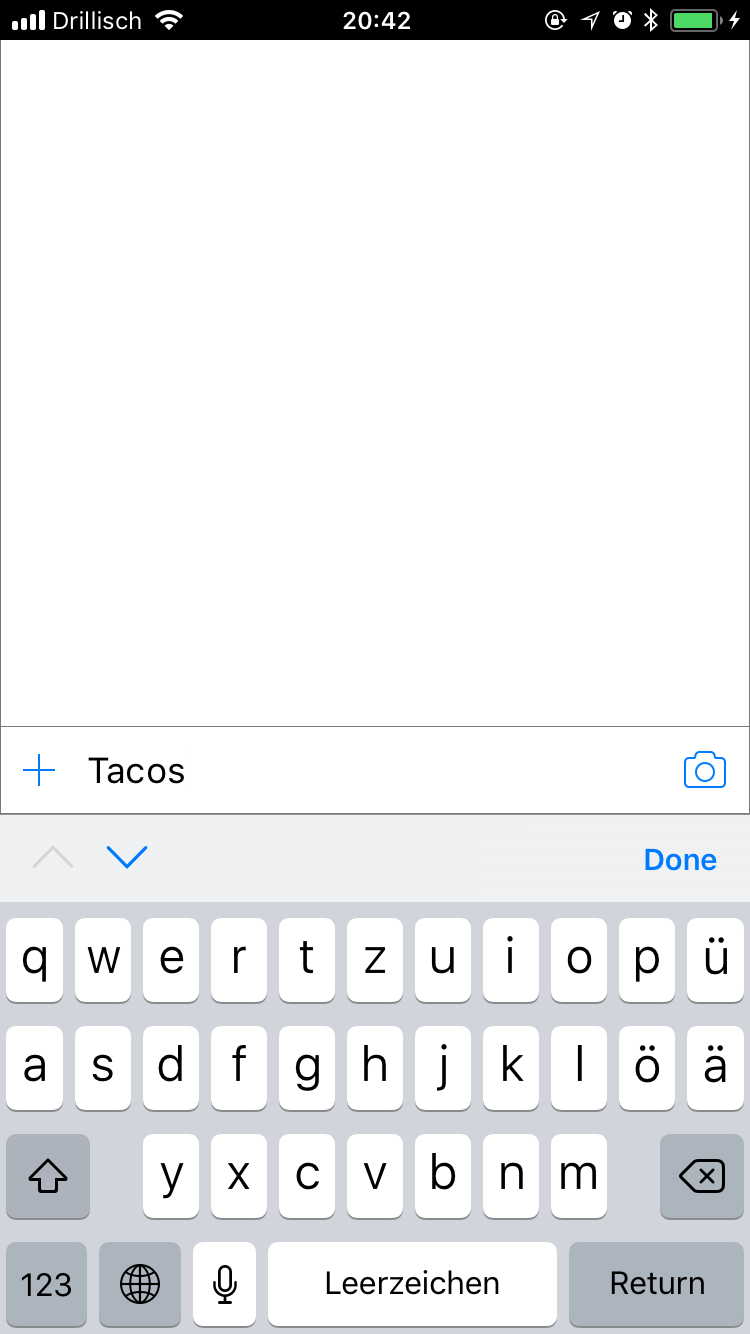 Drillisch 20:42
Tacos
Done
q w e r t z u i o p ü
a s d f g h j k l ö ä
y x c v b n m
123 Leerzeichen Return